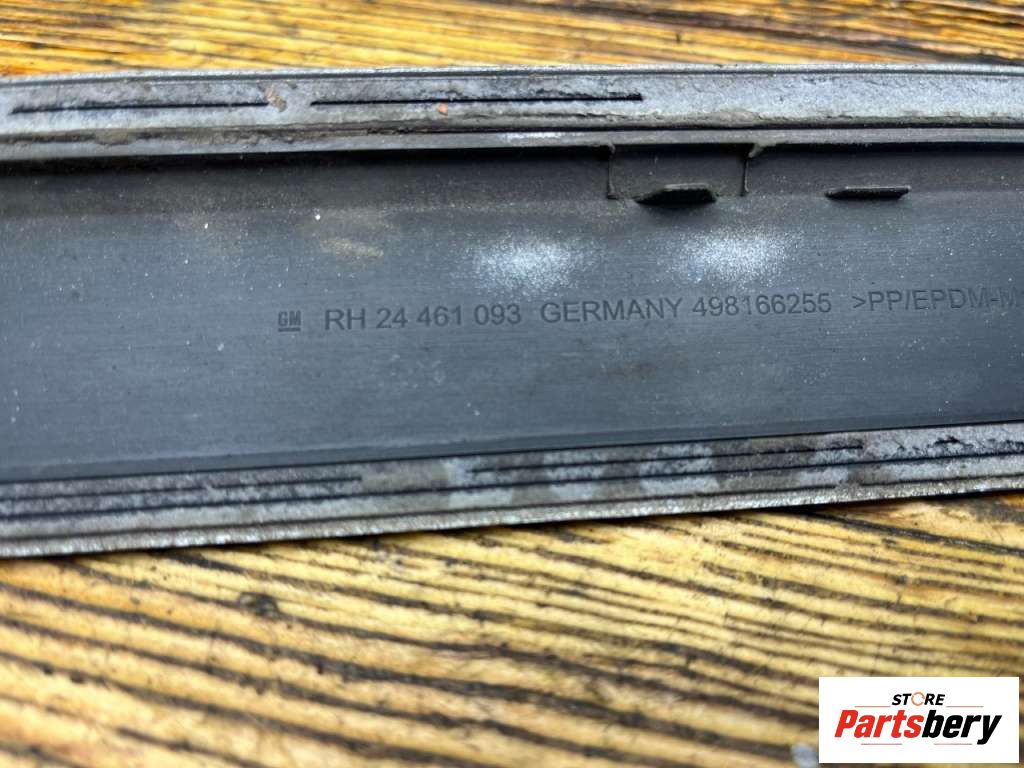 GM RH 24 461 093 GERMANY 498166255 >PP/EPDM-M
STORE
Partsbery